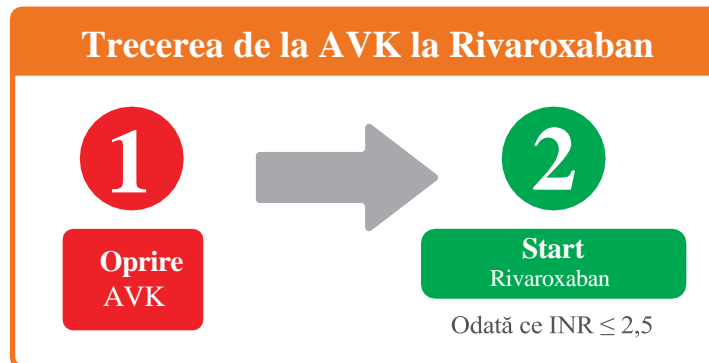 Trecerea de la AVK la Rivaroxaban
1
2
Oprire
AVK
Start
Rivaroxaban
Odată ce INR ≤ 2,5